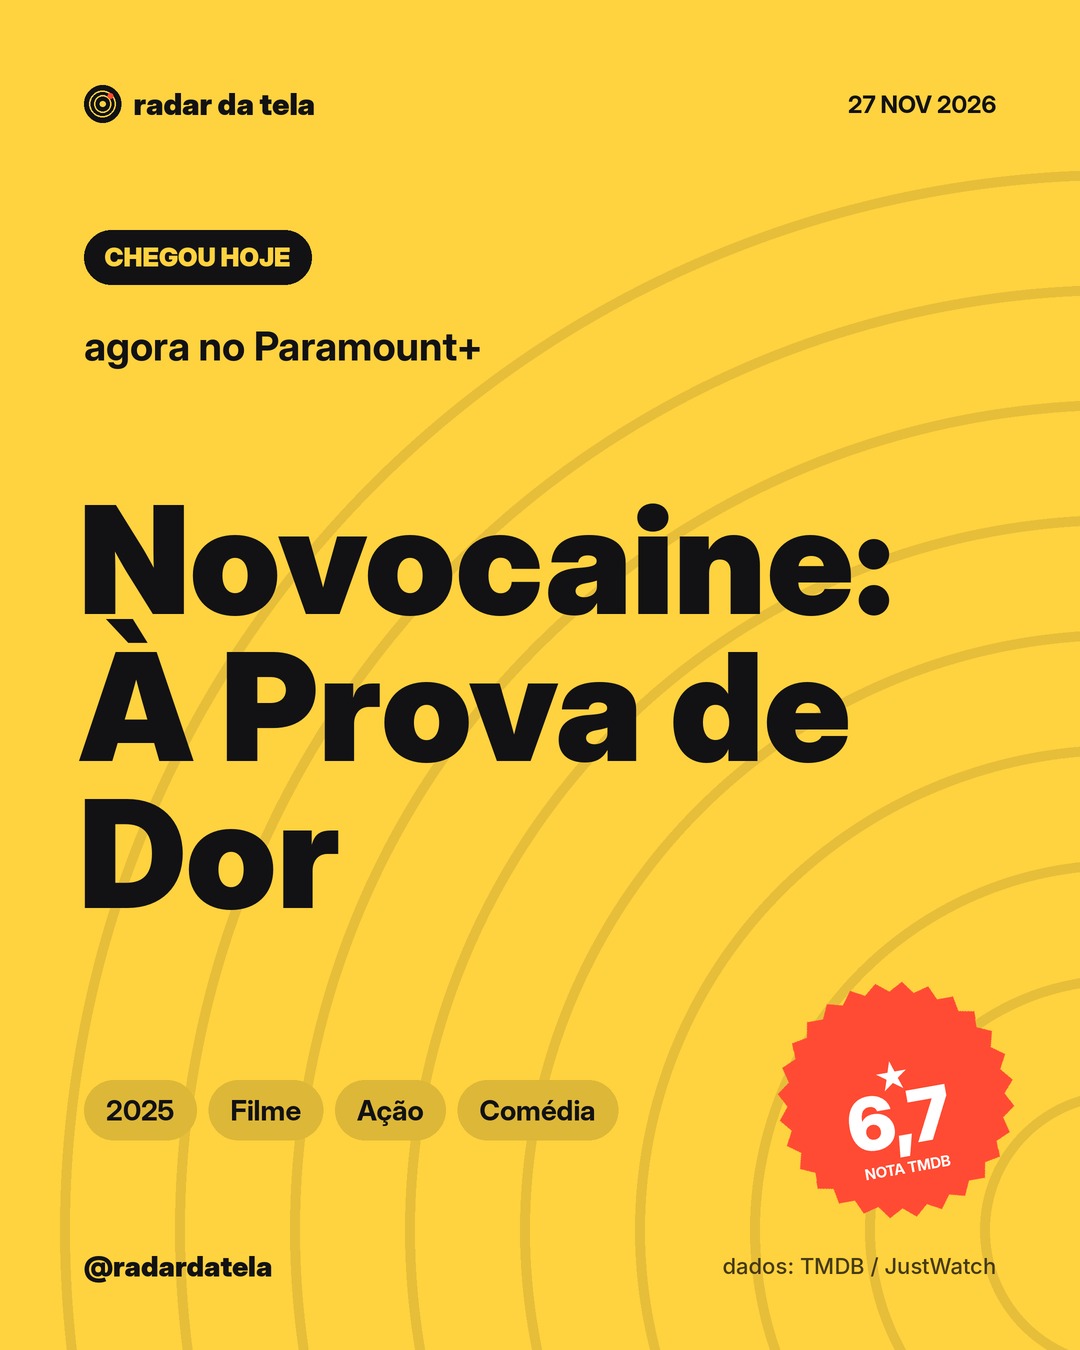 radar da tela
27 NOV 2026
CHEGOU HOJE
agora no Paramount+
Novocaine:
À Prova de
Dor
2025
Filme
Ação
Comédia
6,7
NOTA TMDB
@radardatela
dados: TMDB / JustWatch